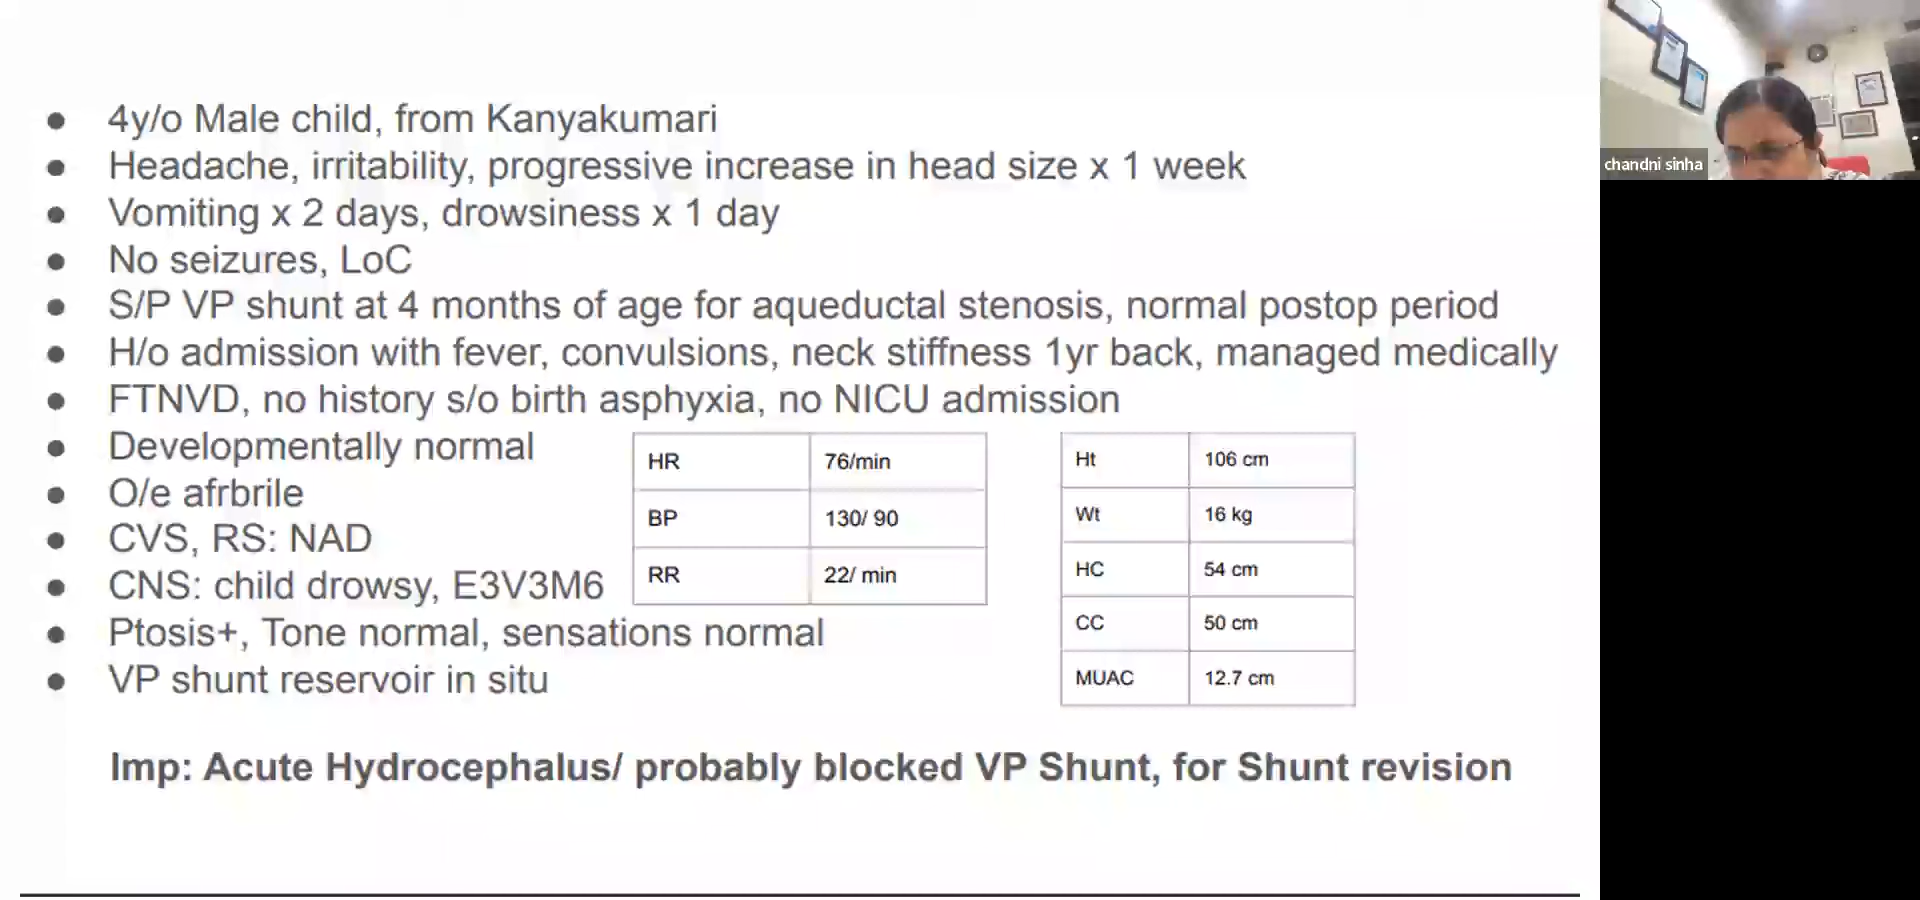 4y/o Male child, from Kanyakumari
Headache, irritability, progressive increase in head size x 1 week
Vomiting x 2 days, drowsiness x 1 day
No seizures, LoC
S/P VP shunt at 4 months of age for aqueductal stenosis, normal postop period
H/o admission with fever, convulsions, neck stiffness 1yr back, managed medically
FTNVD, no history s/o birth asphyxia, no NICU admission
Developmentally normal
O/e afrbrile
CVS, RS: NAD
CNS: child drowsy, E3V3M6
Ptosis+, Tone normal, sensations normal
VP shunt reservoir in situ
HR 76/min
BP 130/ 90
RR 22/ min
Ht 106 cm
Wt 16 kg
HC 54 cm
CC 50 cm
MUAC 12.7 cm
Imp: Acute Hydrocephalus/ probably blocked VP Shunt, for Shunt revision
chandni sinha